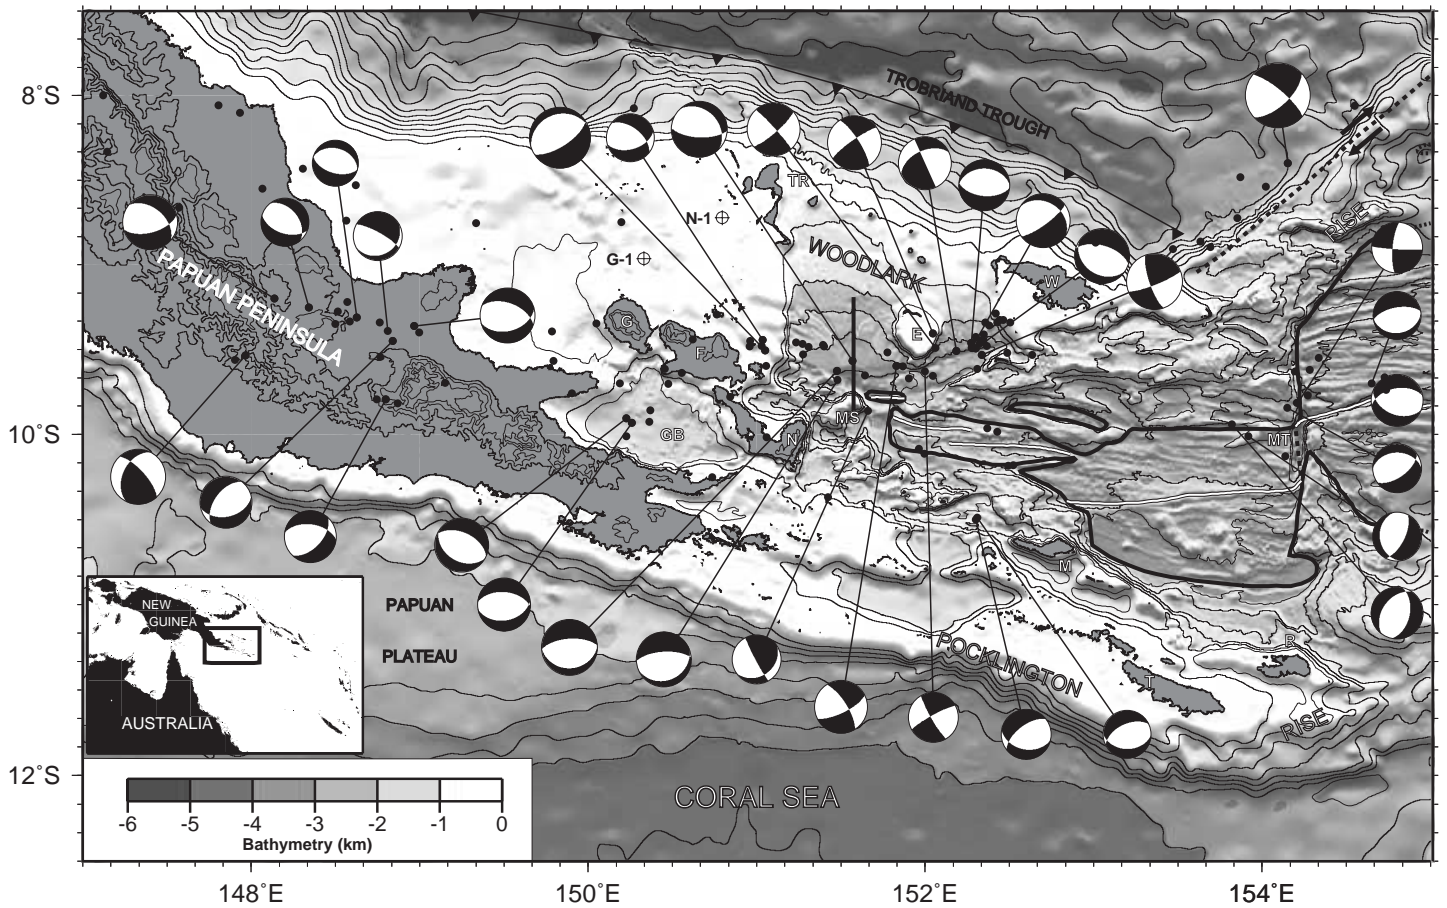 8°S
10°S
12°S
148°E
150°E
152°E
154°E
TROBRIAND TROUGH
TR
N-1
G-1
WOODLARK
RISE
W
PAPUAN PENINSULA
G
F
E
MS
GB
N
MT
M
R
T
PAPUAN
PLATEAU
POCKLINGTON
RISE
CORAL SEA
NEW
GUINEA
AUSTRALIA
-6 -5 -4 -3 -2 -1 0
Bathymetry (km)